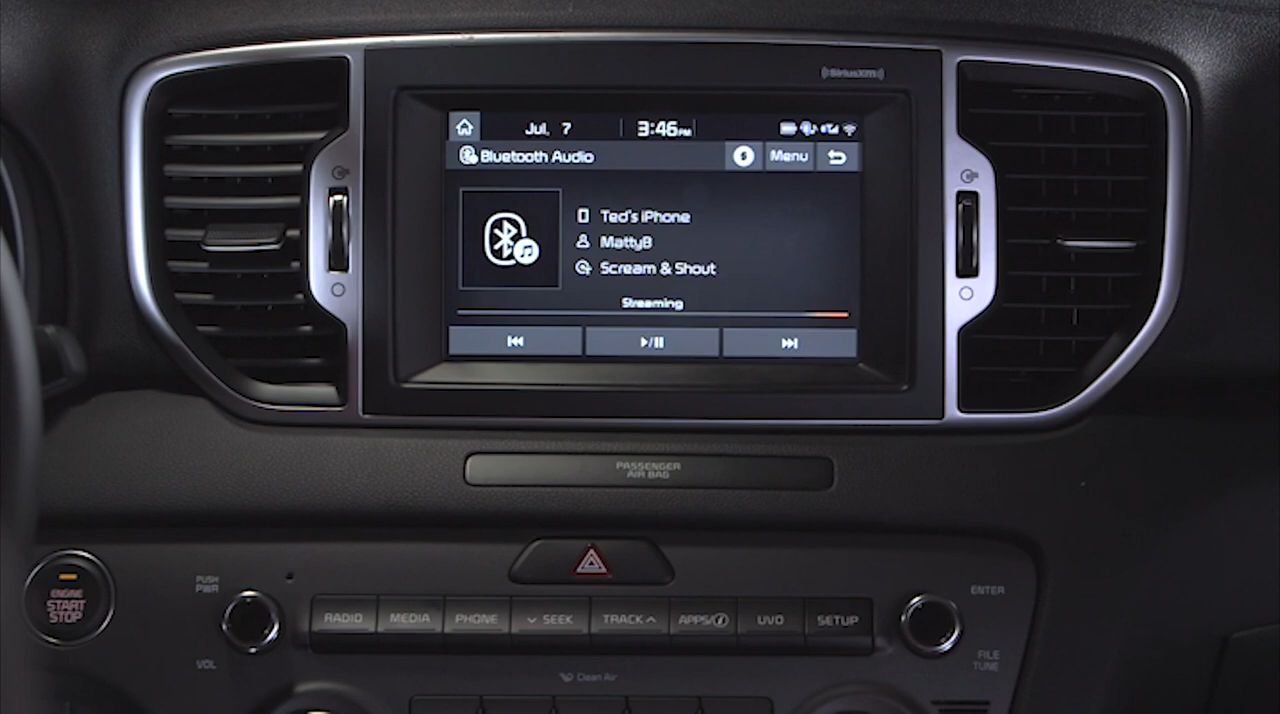 ((SiriusXM))
Jul. 7 3:46PM
Bluetooth Audio Menu
Ted's iPhone
MattyB
Scream & Shout
Streaming
PASSENGER
AIR BAG
ENGINE
START
STOP
PUSH
PWR
VOL
RADIO MEDIA PHONE SEEK TRACK APPS/i UVO SETUP
ENTER
FILE
TUNE
Clean Air